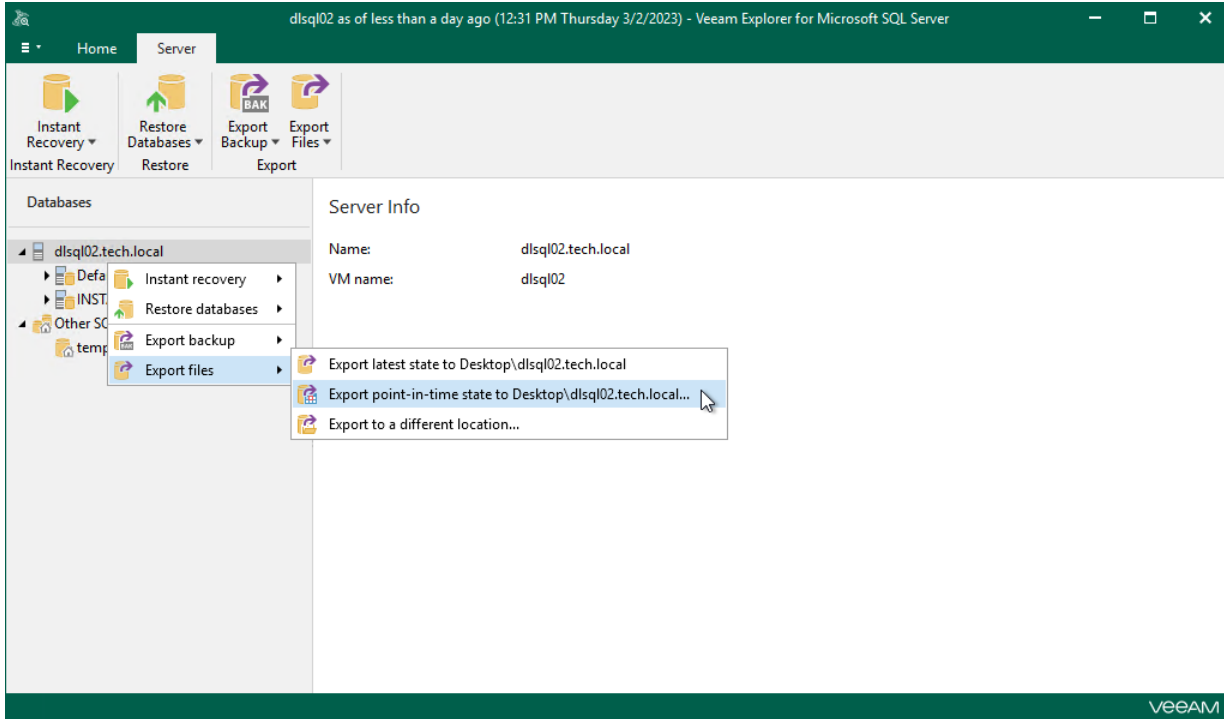 dlsql02 as of less than a day ago (12:31 PM Thursday 3/2/2023) - Veeam Explorer for Microsoft SQL Server
Home
Server
Instant Recovery
Restore Databases
Export Backup
BAK
Export Files
Instant Recovery
Restore
Export
Databases
dlsql02.tech.local
Defa
INST
Other SQ
temp
Instant recovery
Restore databases
Export backup
Export files
Export latest state to Desktop\dlsql02.tech.local
Export point-in-time state to Desktop\dlsql02.tech.local...
Export to a different location...
Server Info
Name:
dlsql02.tech.local
VM name:
dlsql02
veeAM